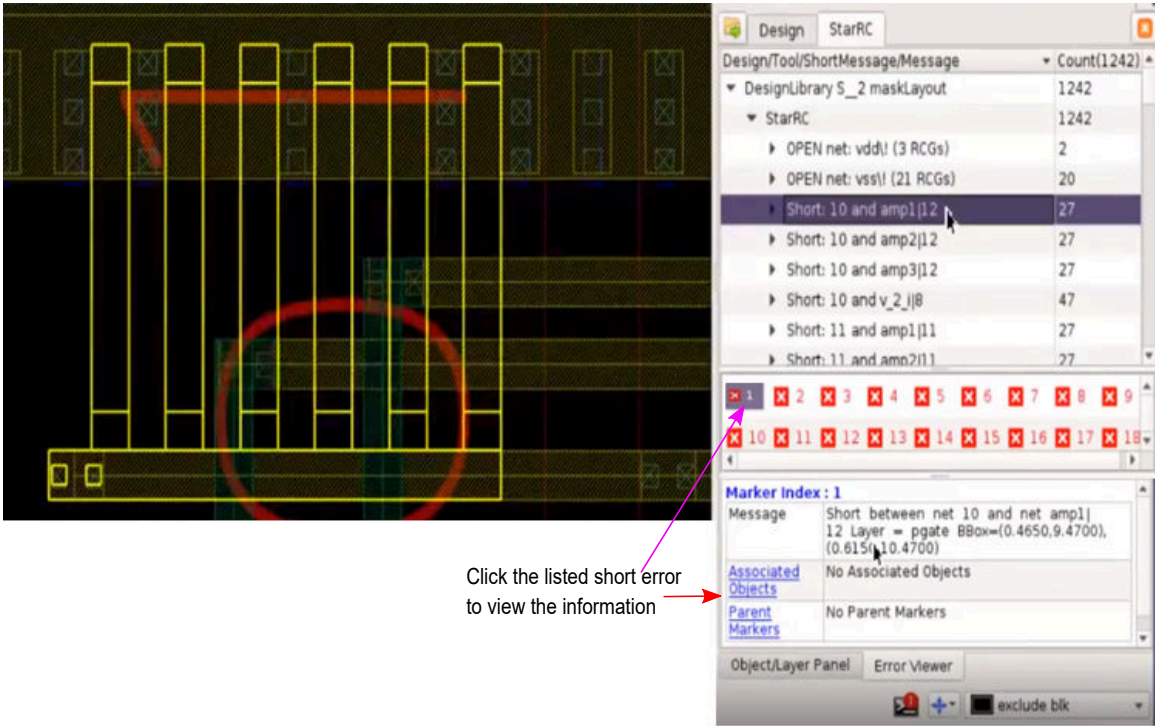 Design
StarRC
Design/Tool/ShortMessage/Message Count(1242)
DesignLibrary S__2 maskLayout 1242
StarRC 1242
OPEN net: vdd\! (3 RCGs) 2
OPEN net: vss\! (21 RCGs) 20
Short: 10 and amp1|12 27
Short: 10 and amp2|12 27
Short: 10 and amp3|12 27
Short: 10 and v_2_i|8 47
Short: 11 and amp1|11 27
Short: 11 and amp2|11 27
1 2 3 4 5 6 7 8 9
10 11 12 13 14 15 16 17 18
Marker Index : 1
Message Short between net 10 and net amp1|
12 Layer = pgate BBox=(0.4650,9.4700),
(0.6150,10.4700)
Associated No Associated Objects
Objects
Parent No Parent Markers
Markers
Click the listed short error
to view the information
Object/Layer Panel
Error Viewer
exclude blk